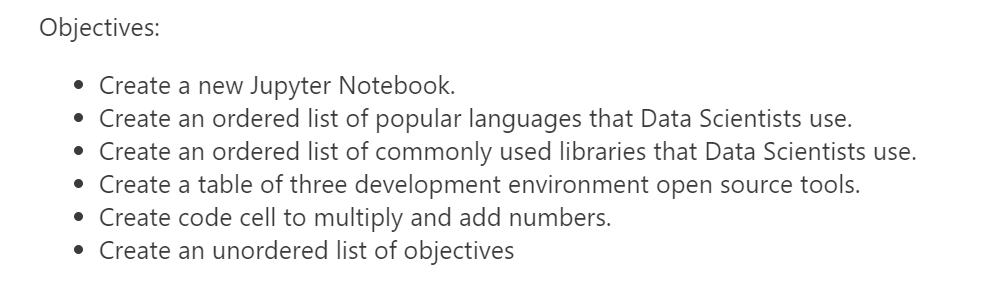 Objectives:
• Create a new Jupyter Notebook.
• Create an ordered list of popular languages that Data Scientists use.
• Create an ordered list of commonly used libraries that Data Scientists use.
• Create a table of three development environment open source tools.
• Create code cell to multiply and add numbers.
• Create an unordered list of objectives